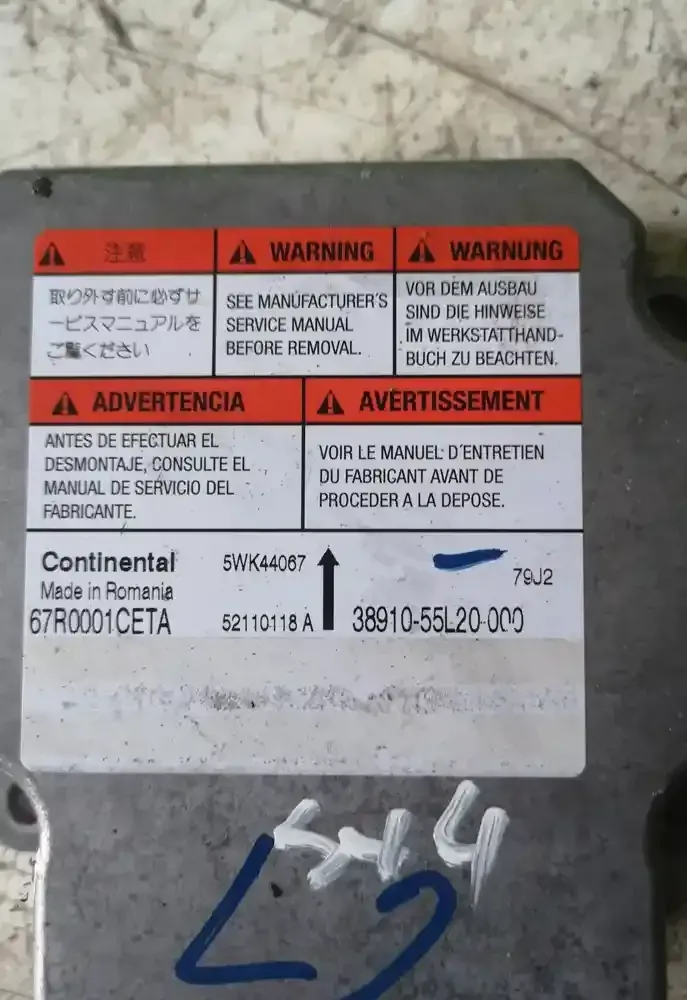 注意
取り外す前に必ずサ
ービスマニュアルを
ご覧ください
WARNING
SEE MANUFACTURER'S
SERVICE MANUAL
BEFORE REMOVAL.
WARNUNG
VOR DEM AUSBAU
SIND DIE HINWEISE
IM WERKSTATTHAND-
BUCH ZU BEACHTEN.
ADVERTENCIA
ANTES DE EFECTUAR EL
DESMONTAJE, CONSULTE EL
MANUAL DE SERVICIO DEL
FABRICANTE.
AVERTISSEMENT
VOIR LE MANUEL D'ENTRETIEN
DU FABRICANT AVANT DE
PROCEDER A LA DEPOSE.
Continental 5WK44067
79J2
Made in Romania
67R0001CETA 52110118 A 38910-55L20-000